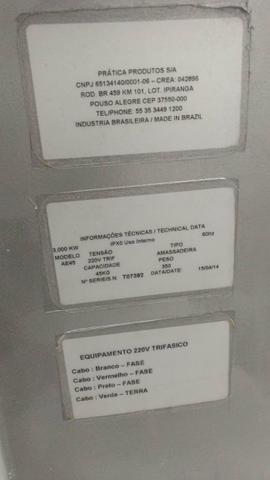 PRÁTICA PRODUTOS S/A
CNPJ 65134140/0001-06 – CREA: 042896
ROD. BR 459 KM 101, LOT. IPIRANGA
POUSO ALEGRE CEP 37550-000
TEL/PHONE: 55 35 3449 1200
INDUSTRIA BRASILEIRA / MADE IN BRAZIL
INFORMAÇÕES TÉCNICAS / TECHNICAL DATA
3,000 KW IPX0 Uso Interno 60hz
MODELO TENSÃO TIPO
AE45 220V TRIF AMASSADEIRA
CAPACIDADE PESO
45KG 350
Nº SERIE/S.N: T07392 DATA/DATE 15/04/14
EQUIPAMENTO 220V TRIFASICO
Cabo : Branco – FASE
Cabo : Vermelho – FASE
Cabo : Preto – FASE
Cabo : Verde – TERRA